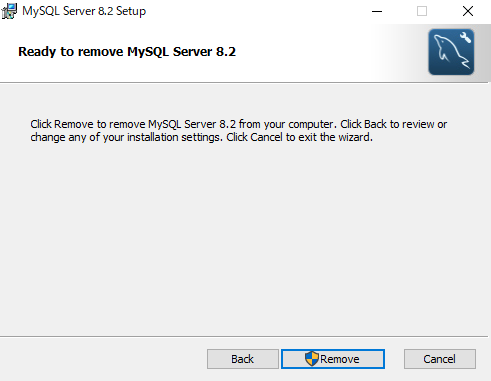 MySQL Server 8.2 Setup
Ready to remove MySQL Server 8.2
Click Remove to remove MySQL Server 8.2 from your computer. Click Back to review or
change any of your installation settings. Click Cancel to exit the wizard.
Back
Remove
Cancel